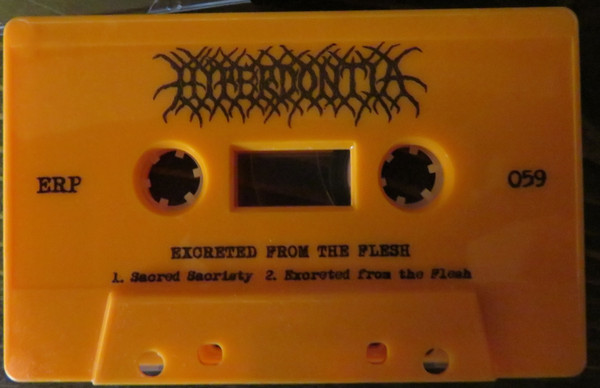 HYPERDONTIA
ERP
059
EXCRETED FROM THE FLESH
1. Sacred Sacristy 2. Excreted from the Flesh